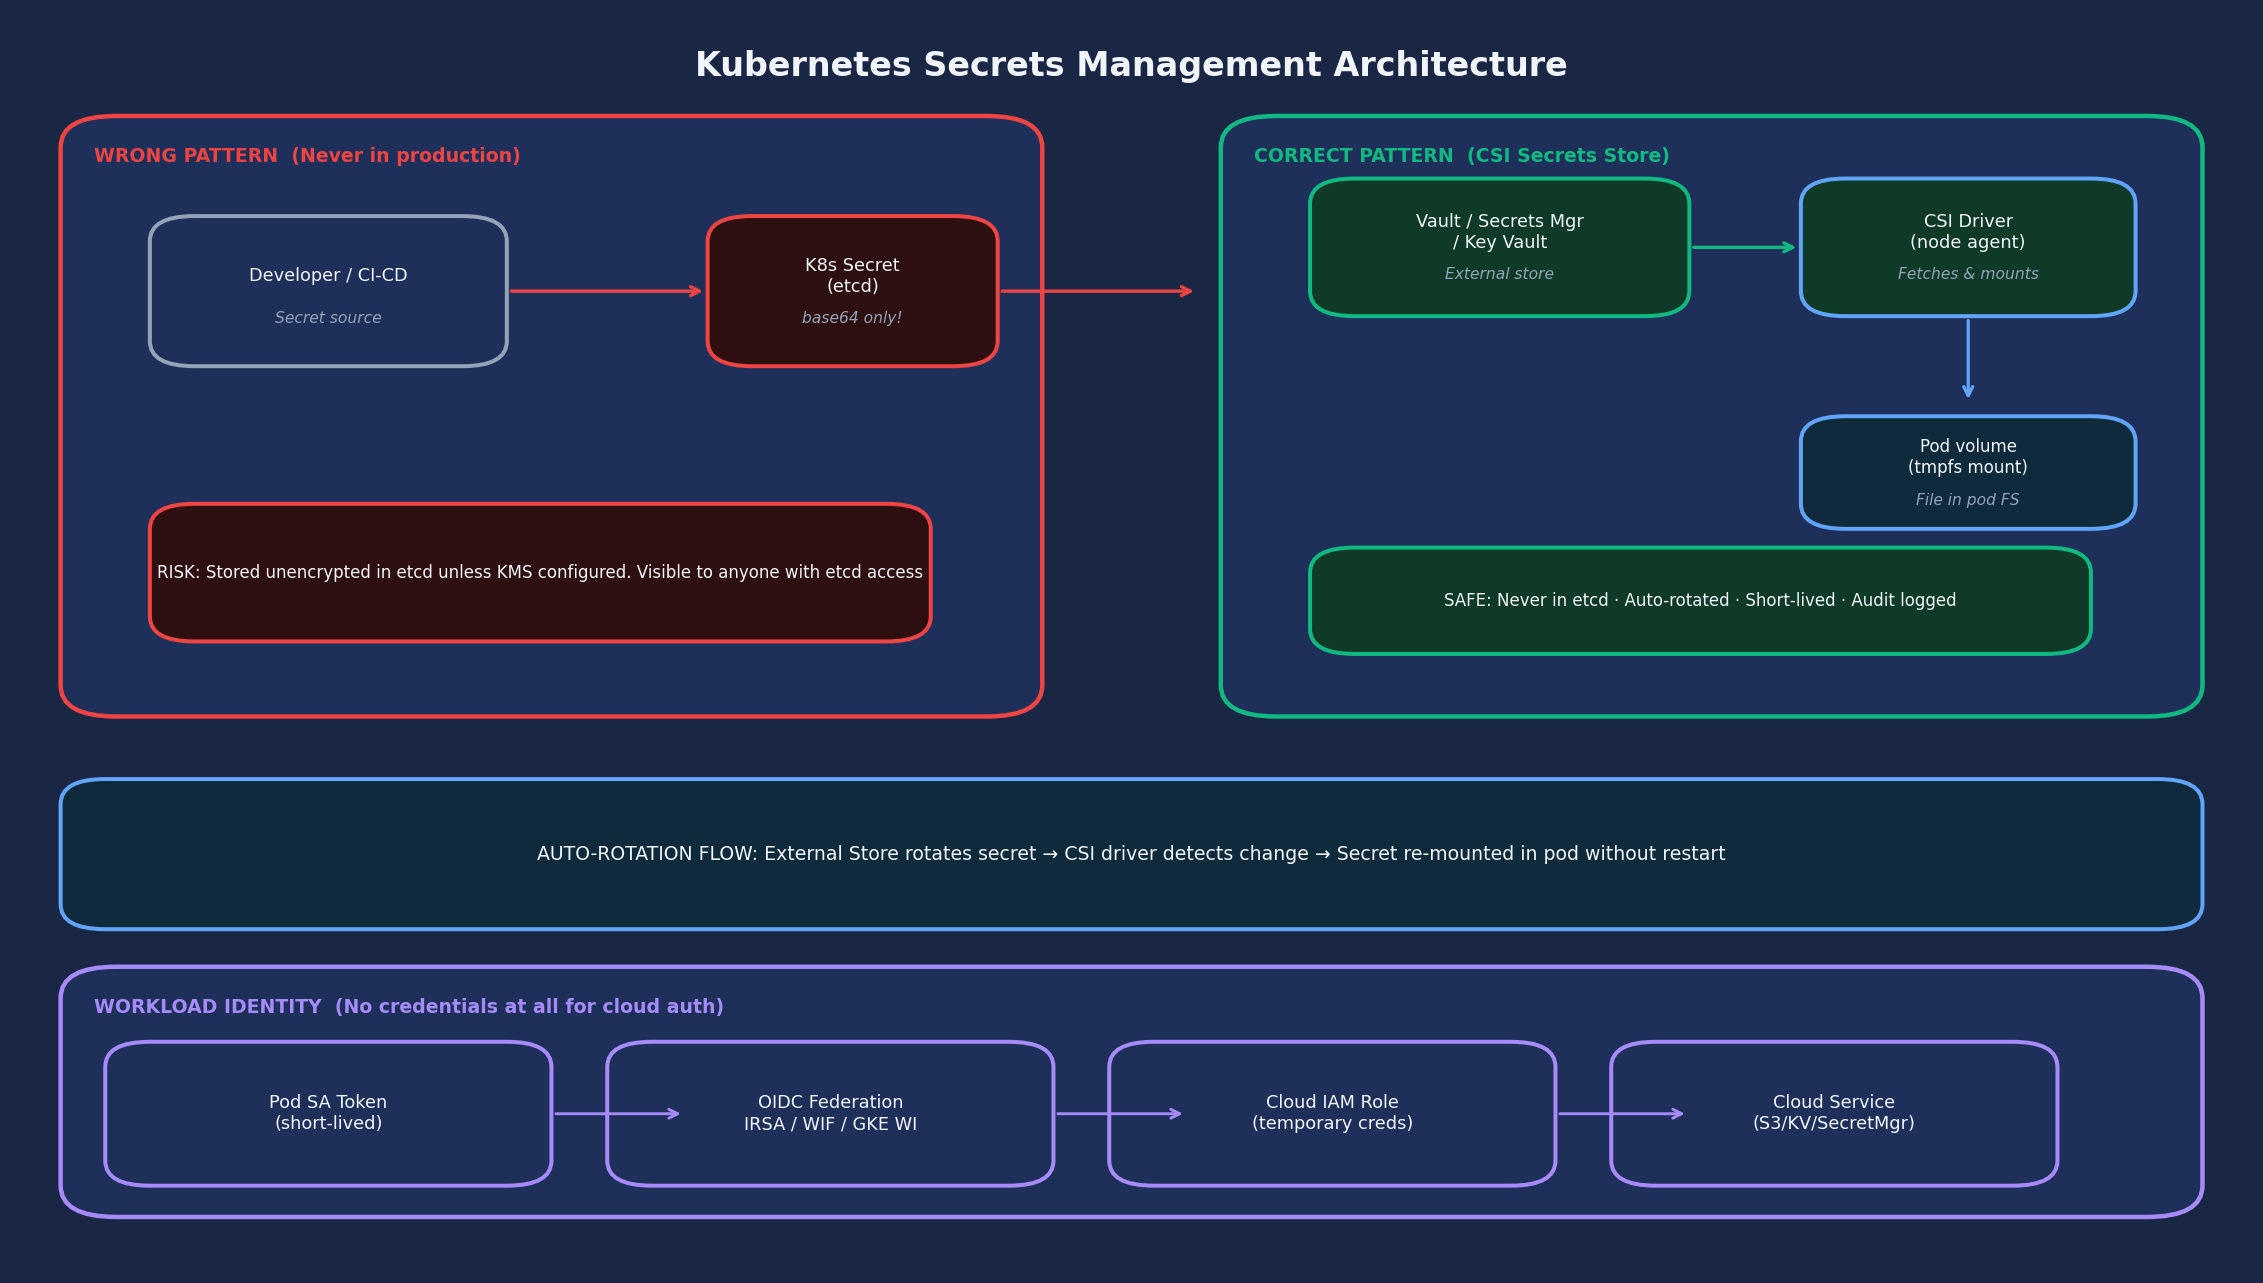 Kubernetes Secrets Management Architecture
WRONG PATTERN (Never in production)
Developer / CI-CD
Secret source
K8s Secret
(etcd)
base64 only!
RISK: Stored unencrypted in etcd unless KMS configured. Visible to anyone with etcd access
CORRECT PATTERN (CSI Secrets Store)
Vault / Secrets Mgr
/ Key Vault
External store
CSI Driver
(node agent)
Fetches & mounts
Pod volume
(tmpfs mount)
File in pod FS
SAFE: Never in etcd · Auto-rotated · Short-lived · Audit logged
AUTO-ROTATION FLOW: External Store rotates secret → CSI driver detects change → Secret re-mounted in pod without restart
WORKLOAD IDENTITY (No credentials at all for cloud auth)
Pod SA Token
(short-lived)
OIDC Federation
IRSA / WIF / GKE WI
Cloud IAM Role
(temporary creds)
Cloud Service
(S3/KV/SecretMgr)